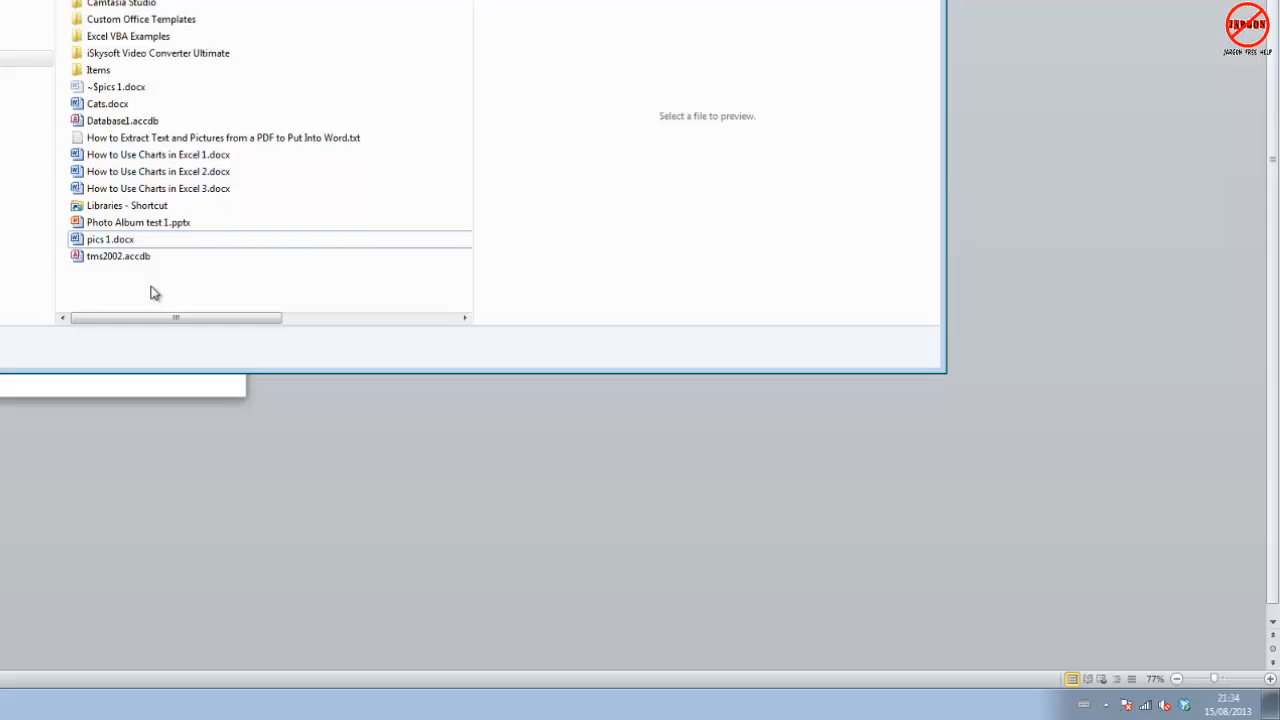 Camtasia Studio
Custom Office Templates
Excel VBA Examples
iSkysoft Video Converter Ultimate
Items
~$pics 1.docx
Cats.docx
Database1.accdb
How to Extract Text and Pictures from a PDF to Put Into Word.txt
How to Use Charts in Excel 1.docx
How to Use Charts in Excel 2.docx
How to Use Charts in Excel 3.docx
Libraries - Shortcut
Photo Album test 1.pptx
pics 1.docx
tms2002.accdb
Select a file to preview.
JARGON
JARGON FREE HELP
77%
21:34
15/08/2013